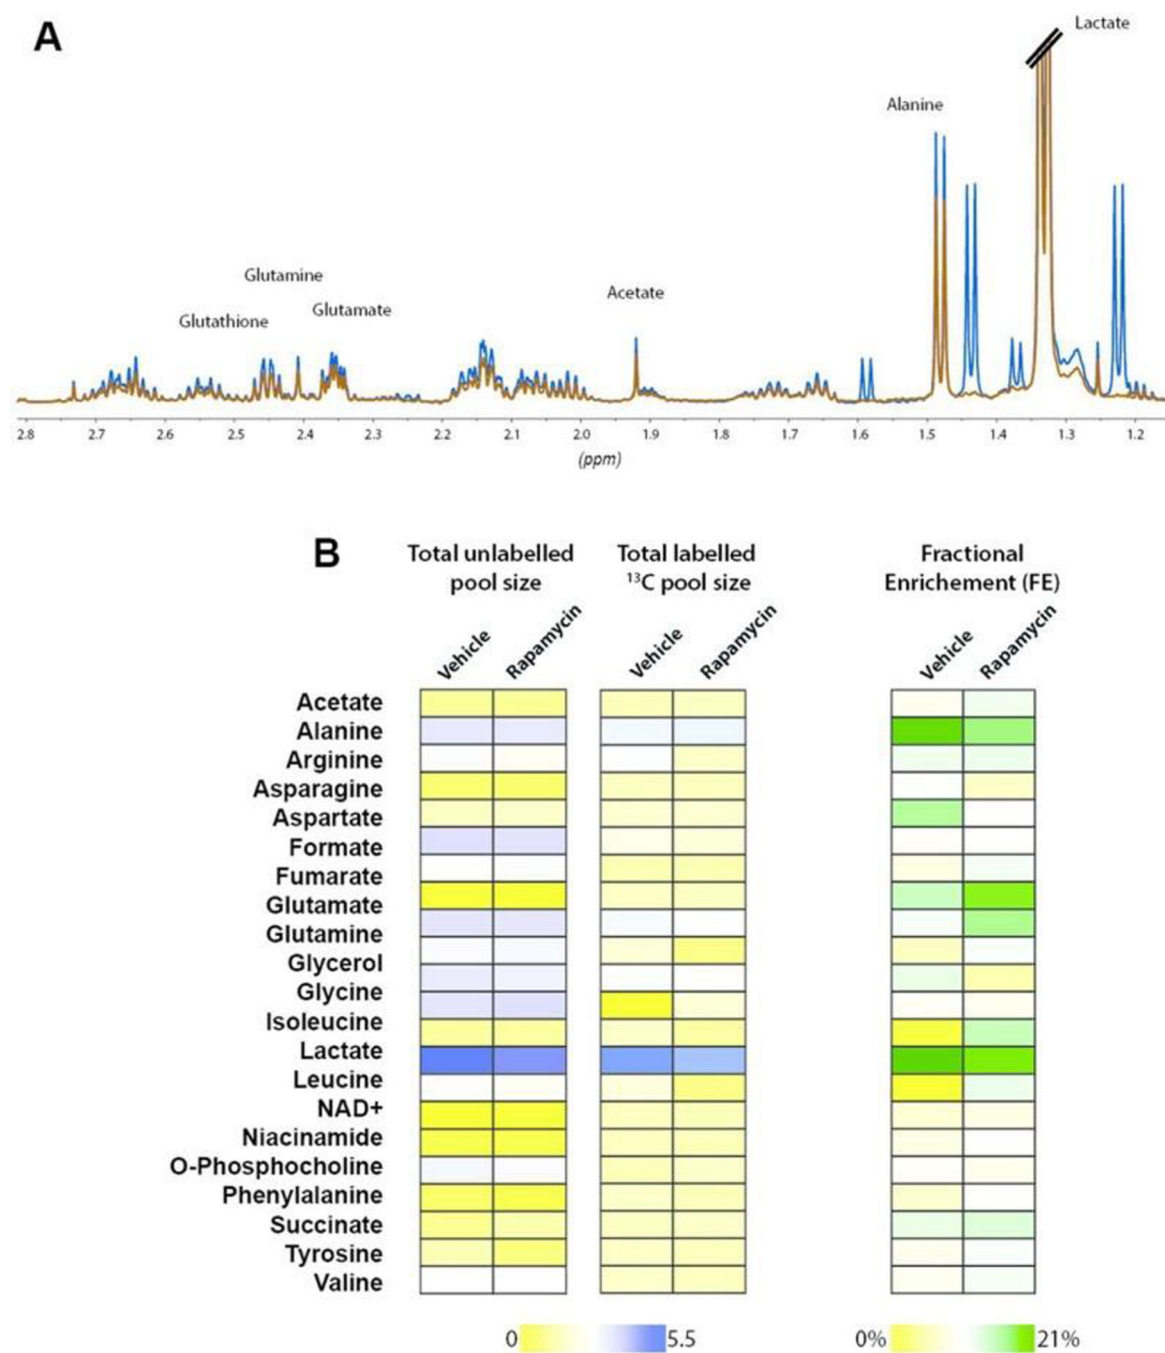 A
Lactate
Alanine
Glutamine
Acetate
Glutamate
Glutathione
2.8 2.7 2.6 2.5 2.4 2.3 2.2 2.1 2.0 1.9 1.8 1.7 1.6 1.5 1.4 1.3 1.2
(ppm)
B
Total unlabelled
pool size
Total labelled
¹³C pool size
Fractional
Enrichement (FE)
Vehicle
Rapamycin
Vehicle
Rapamycin
Vehicle
Rapamycin
Acetate
Alanine
Arginine
Asparagine
Aspartate
Formate
Fumarate
Glutamate
Glutamine
Glycerol
Glycine
Isoleucine
Lactate
Leucine
NAD+
Niacinamide
O-Phosphocholine
Phenylalanine
Succinate
Tyrosine
Valine
0 5.5
0% 21%